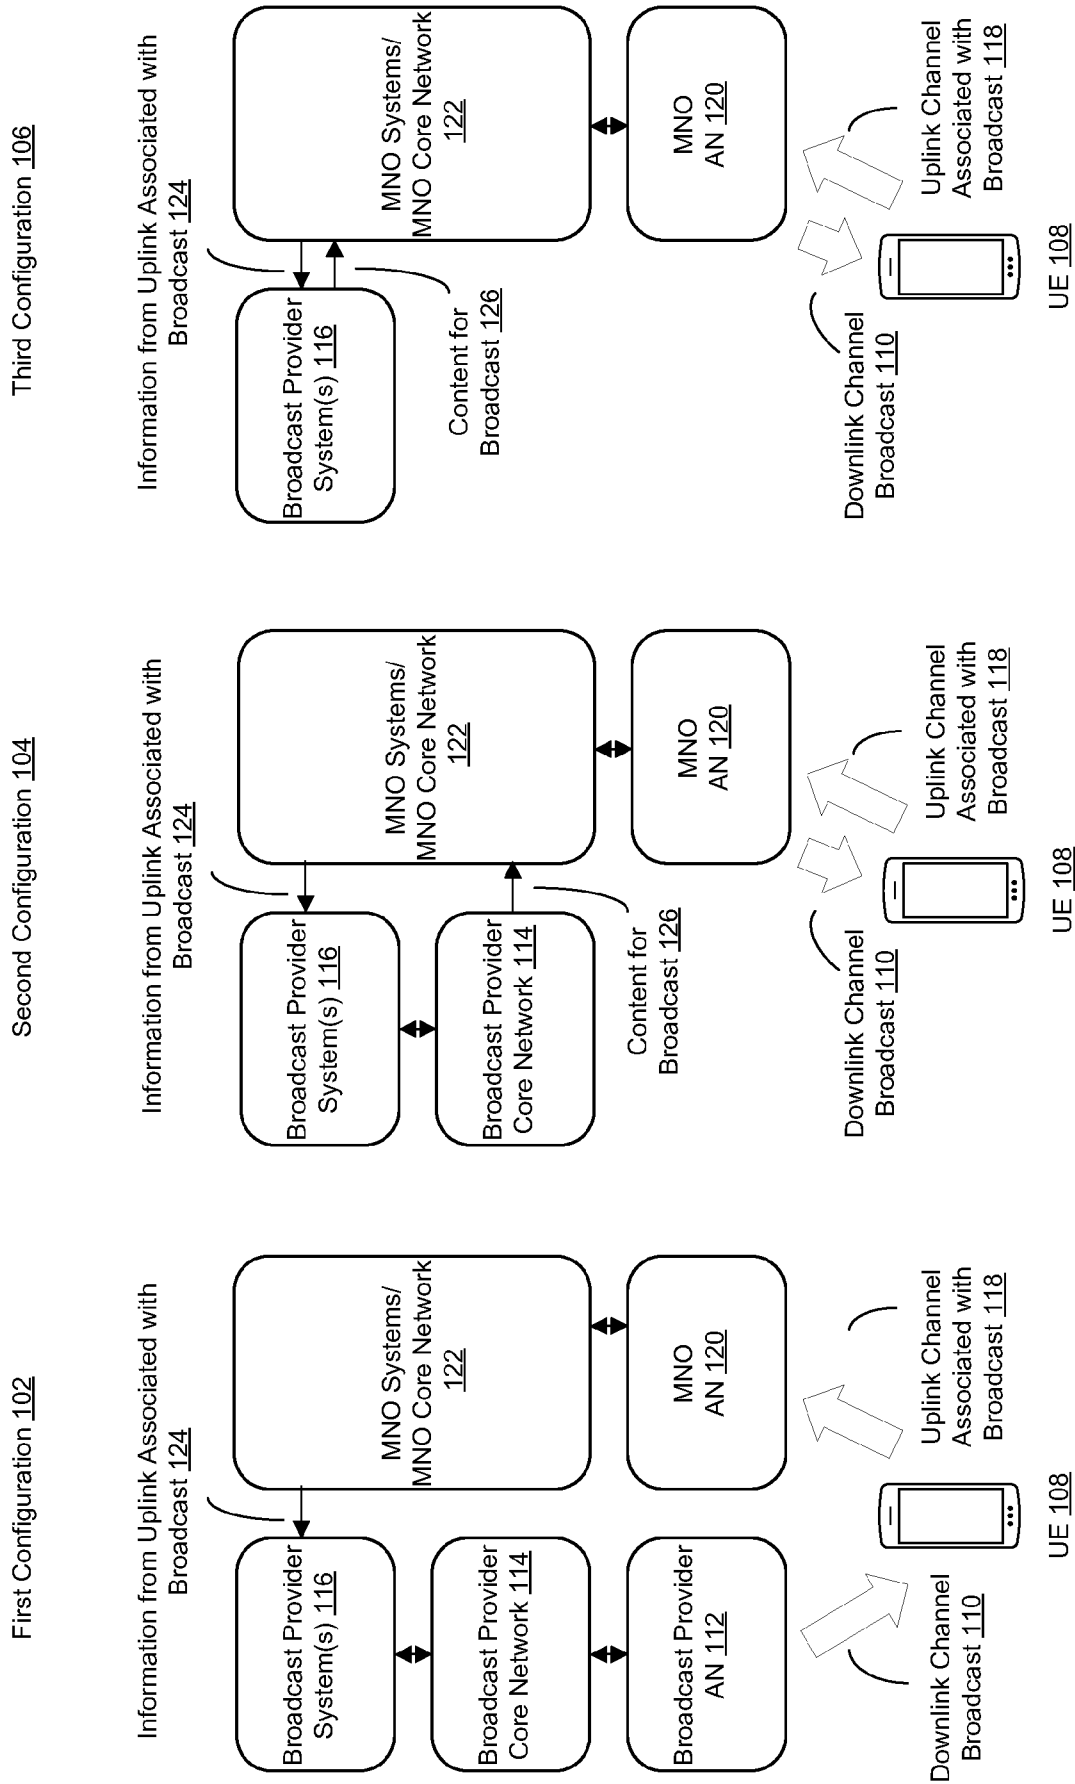 First Configuration 102
Information from Uplink Associated with
Broadcast 124
Broadcast Provider
System(s) 116
Broadcast Provider
Core Network 114
Broadcast Provider
AN 112
MNO Systems/
MNO Core Network
122
MNO
AN 120
Downlink Channel
Broadcast 110
UE 108
Uplink Channel
Associated with
Broadcast 118
Second Configuration 104
Information from Uplink Associated with
Broadcast 124
Broadcast Provider
System(s) 116
Broadcast Provider
Core Network 114
Content for
Broadcast 126
MNO Systems/
MNO Core Network
122
MNO
AN 120
Downlink Channel
Broadcast 110
UE 108
Uplink Channel
Associated with
Broadcast 118
Third Configuration 106
Information from Uplink Associated with
Broadcast 124
Broadcast Provider
System(s) 116
Content for
Broadcast 126
MNO Systems/
MNO Core Network
122
MNO
AN 120
Downlink Channel
Broadcast 110
UE 108
Uplink Channel
Associated with
Broadcast 118